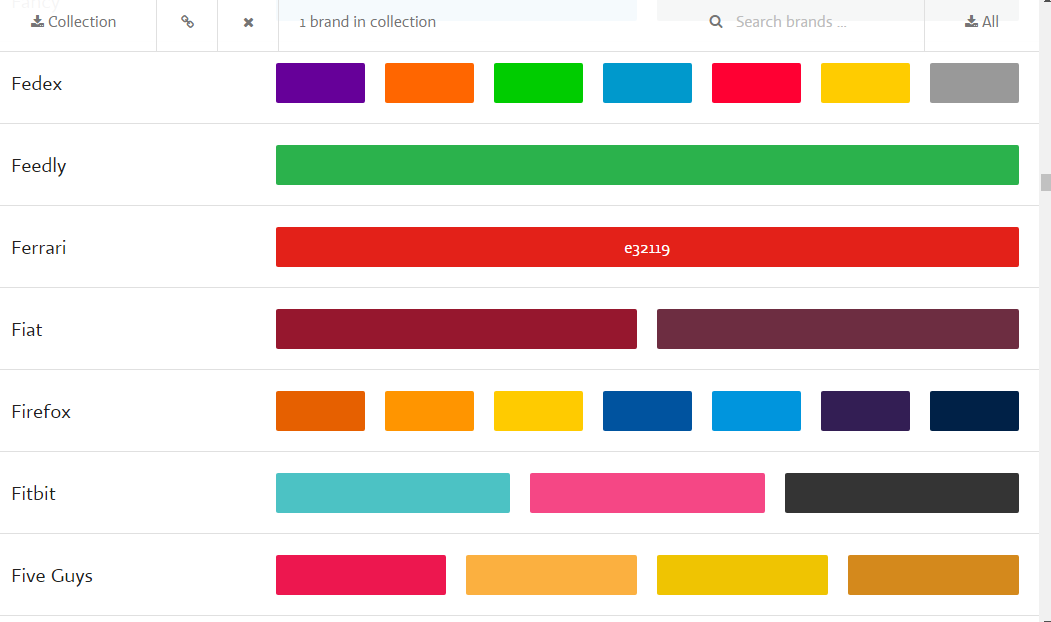 Fancy
Collection
1 brand in collection
Search brands ...
All
Fedex
Feedly
Ferrari
e32119
Fiat
Firefox
Fitbit
Five Guys